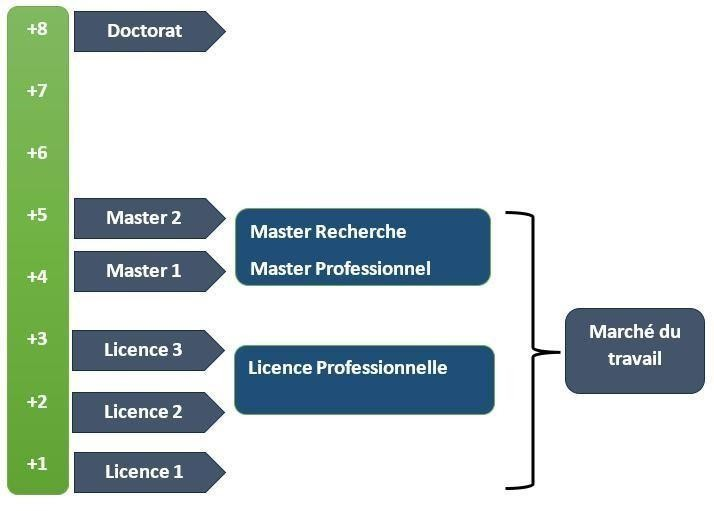 +8
Doctorat
+7
+6
+5
Master 2
Master Recherche
Master Professionnel
+4
Master 1
+3
Licence 3
Licence Professionnelle
Marché du
travail
+2
Licence 2
+1
Licence 1